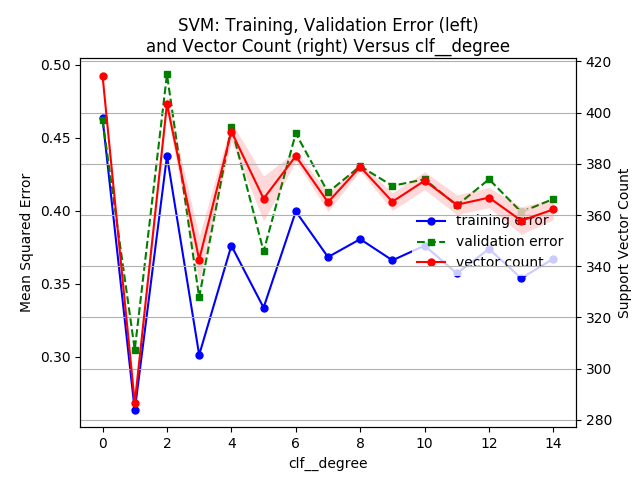 SVM: Training, Validation Error (left)
and Vector Count (right) Versus clf__degree
0.50
0.45
0.40
0.35
0.30
Mean Squared Error
420
400
380
360
340
320
300
280
Support Vector Count
training error
validation error
vector count
0 2 4 6 8 10 12 14
clf__degree